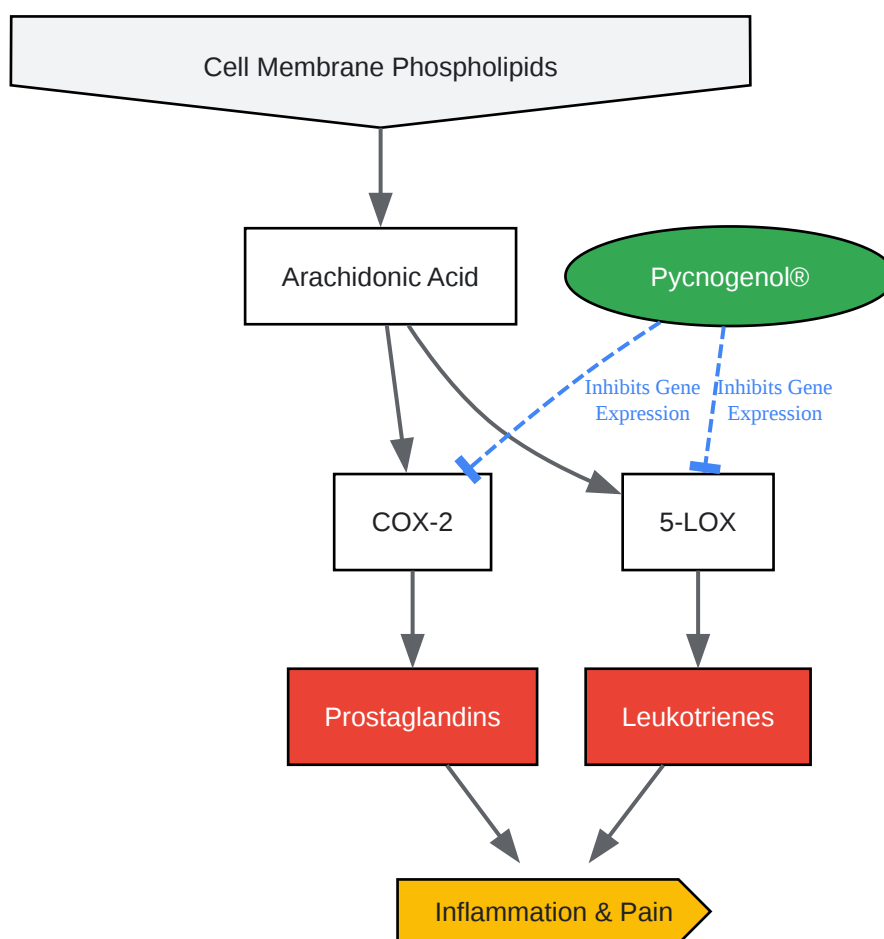 Cell Membrane Phospholipids
Arachidonic Acid
Pycnogenol®
Inhibits Gene
Expression
Inhibits Gene
Expression
COX-2
5-LOX
Prostaglandins
Leukotrienes
Inflammation & Pain